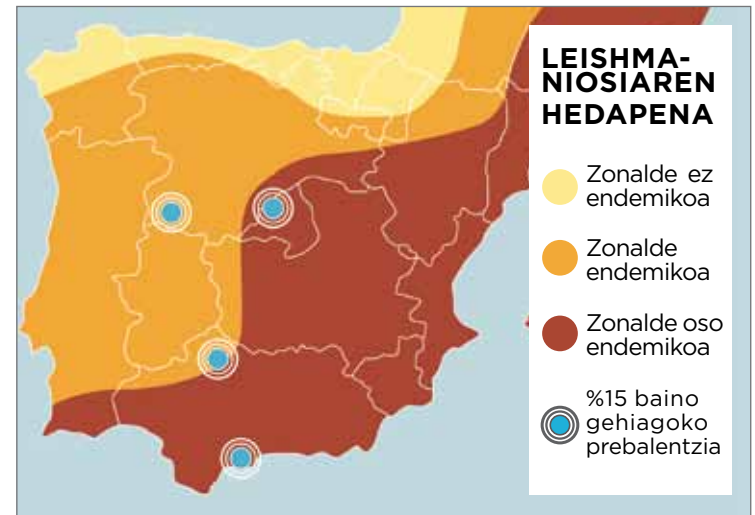 LEISHMA-
NIOSIAREN
HEDAPENA
Zonalde ez
endemikoa
Zonalde
endemikoa
Zonalde oso
endemikoa
%15 baino
gehiagoko
prebalentzia